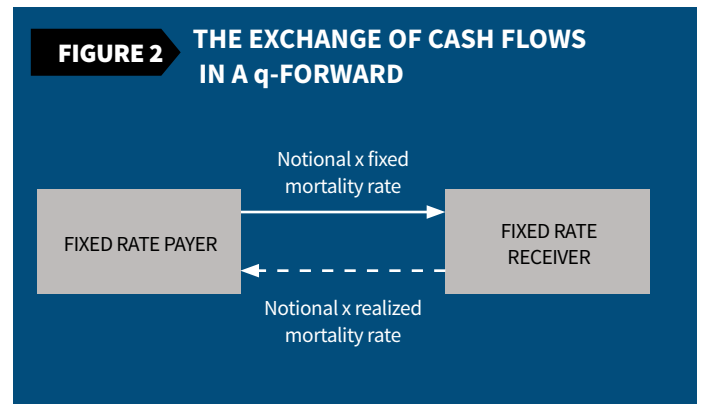 FIGURE 2
THE EXCHANGE OF CASH FLOWS
IN A q-FORWARD
Notional x fixed
mortality rate
FIXED RATE PAYER
FIXED RATE
RECEIVER
Notional x realized
mortality rate